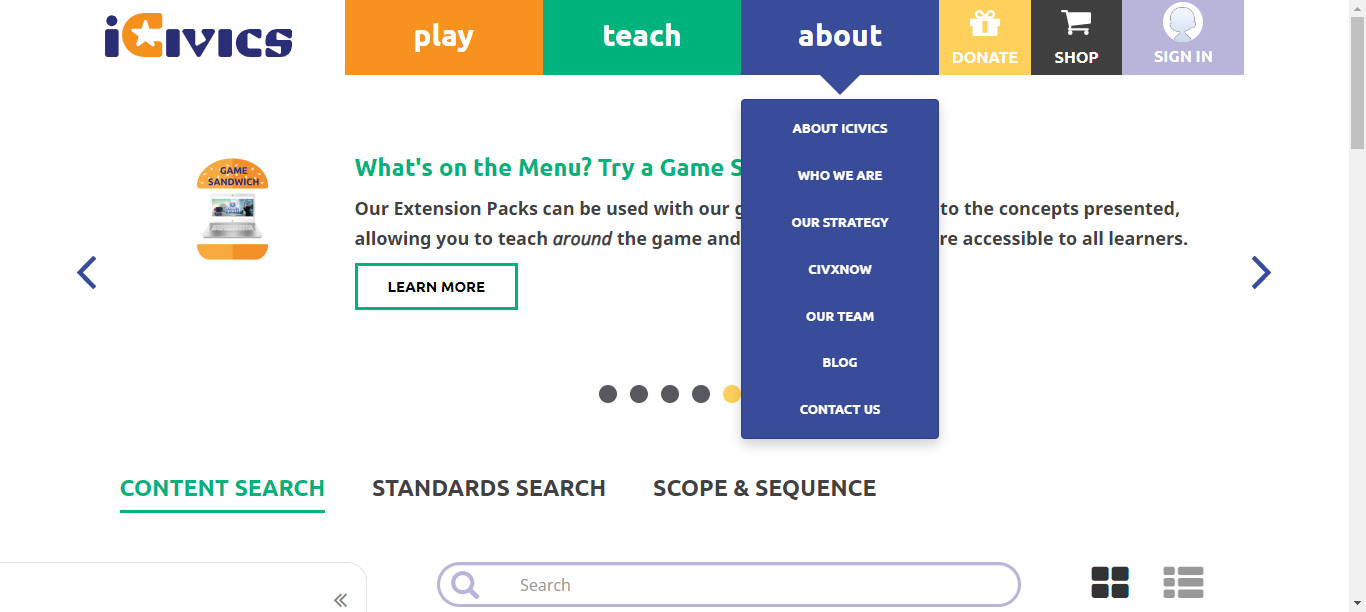 iCivics
play
teach
about
DONATE
SHOP
SIGN IN
ABOUT ICIVICS
WHO WE ARE
OUR STRATEGY
CIVXNOW
OUR TEAM
BLOG
CONTACT US
GAME
SANDWICH
What's on the Menu? Try a Game S
Our Extension Packs can be used with our g to the concepts presented,
allowing you to teach around the game and re accessible to all learners.
LEARN MORE
CONTENT SEARCH
STANDARDS SEARCH
SCOPE & SEQUENCE
Search